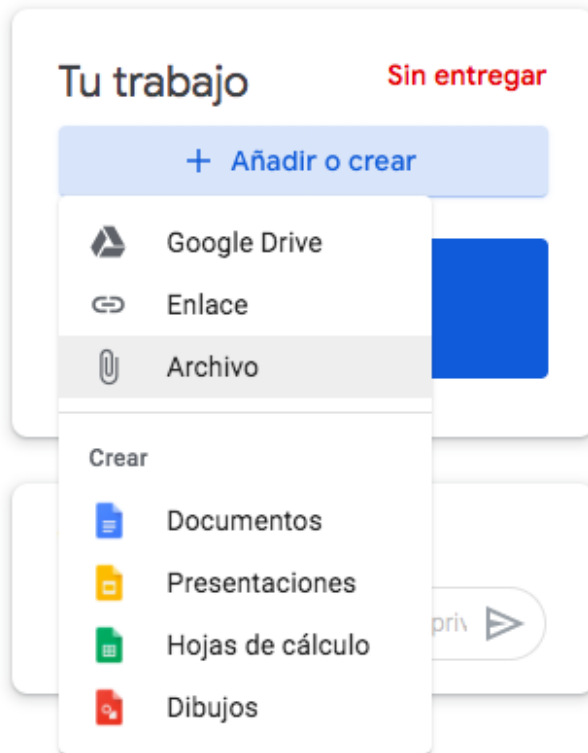 Tu trabajo
Sin entregar
+ Añadir o crear
Google Drive
Enlace
Archivo
Crear
Documentos
Presentaciones
Hojas de cálculo
Dibujos